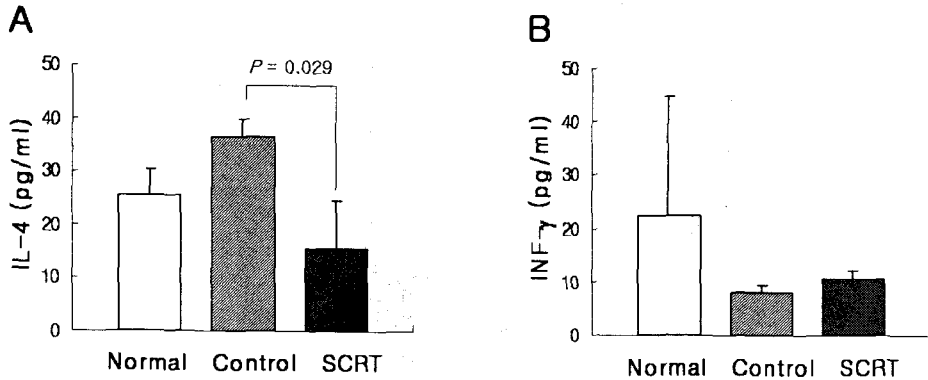 A
P = 0.029
IL-4 (pg/ml)
50
40
30
20
10
0
Normal Control SCRT
B
INF-γ (pg/ml)
50
40
30
20
10
0
Normal Control SCRT